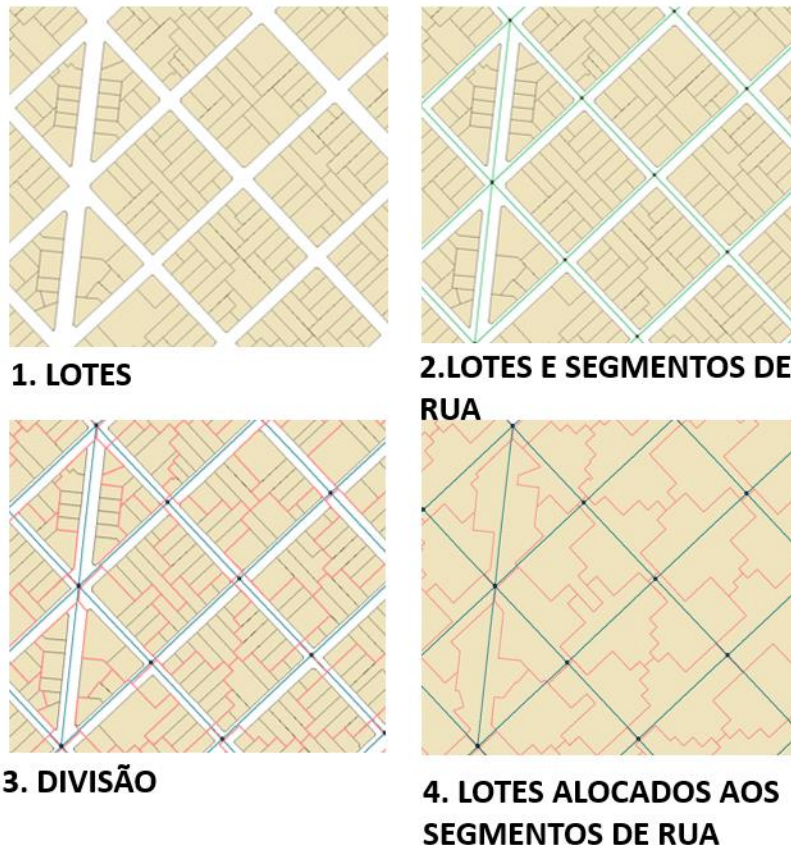 1. LOTES
2.LOTES E SEGMENTOS DE
RUA
3. DIVISÃO
4. LOTES ALOCADOS AOS
SEGMENTOS DE RUA